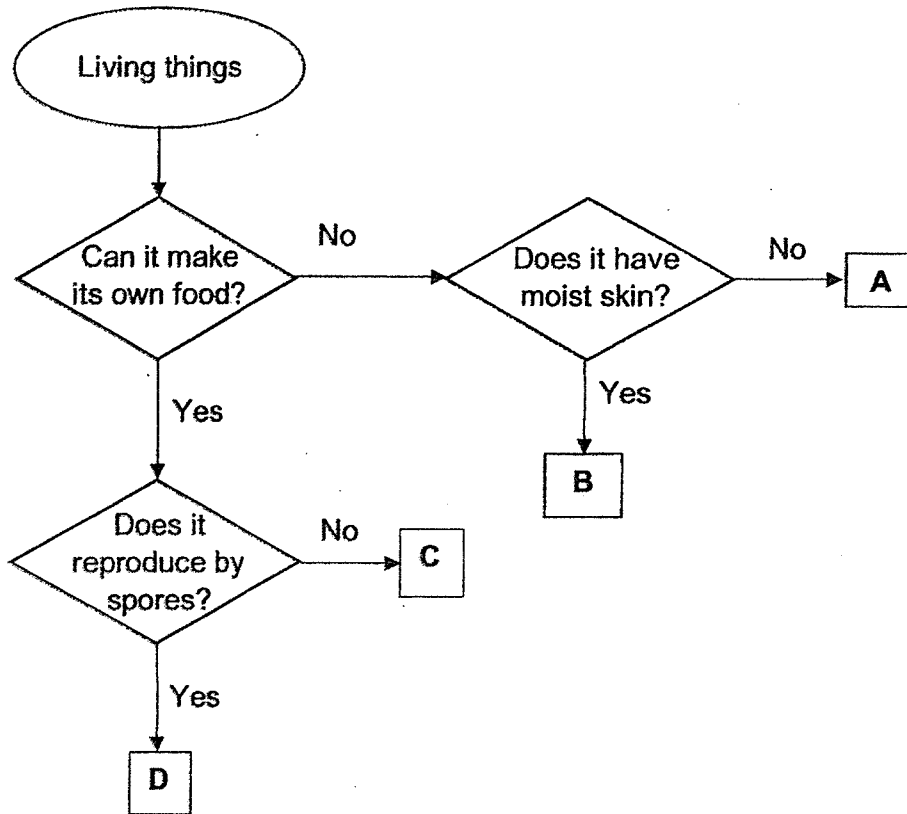 Living things
Can it make
its own food?
No
Does it have
moist skin?
No
A
Yes
B
Yes
Does it
reproduce by
spores?
No
C
Yes
D